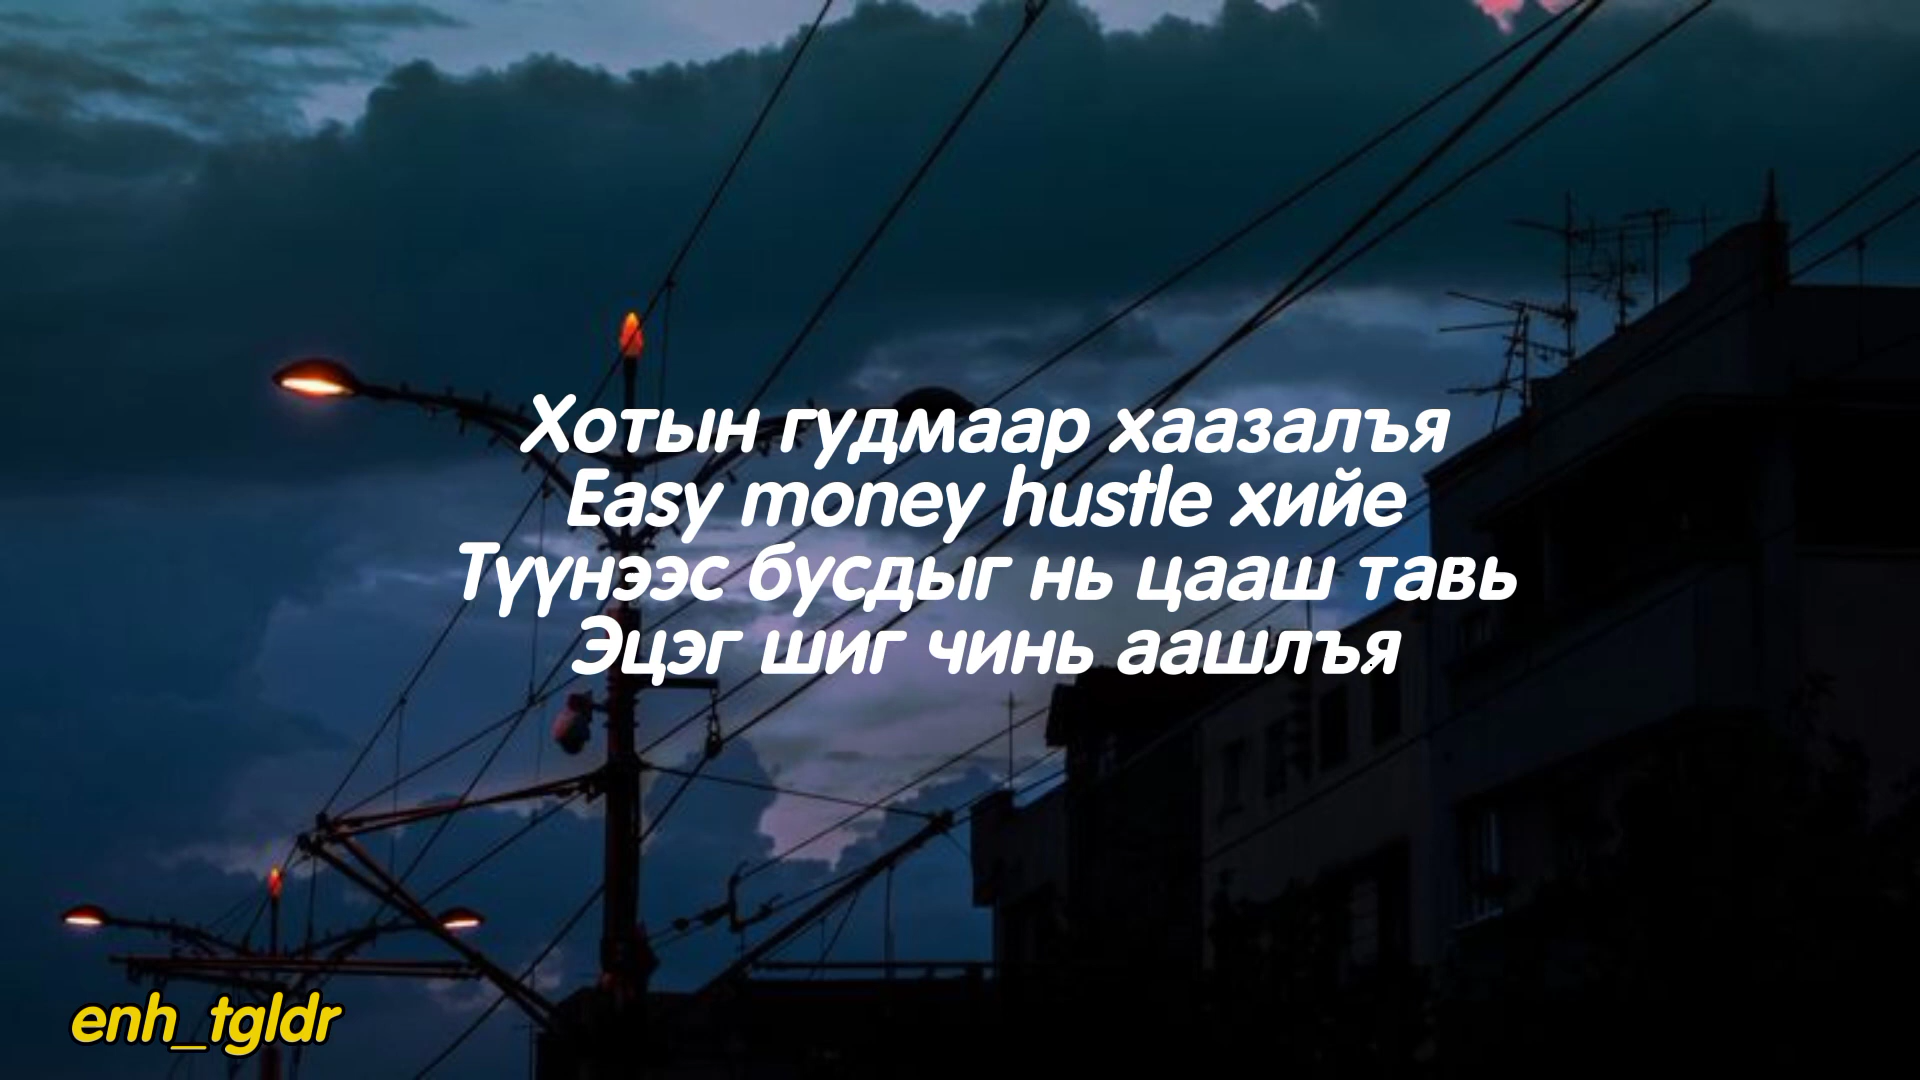 Хотын гудмаар хаазалъя
Easy money hustle хийе
Түүнээс бусдыг нь цааш тавь
Эцэг шиг чинь аашлъя
enh_tgldr